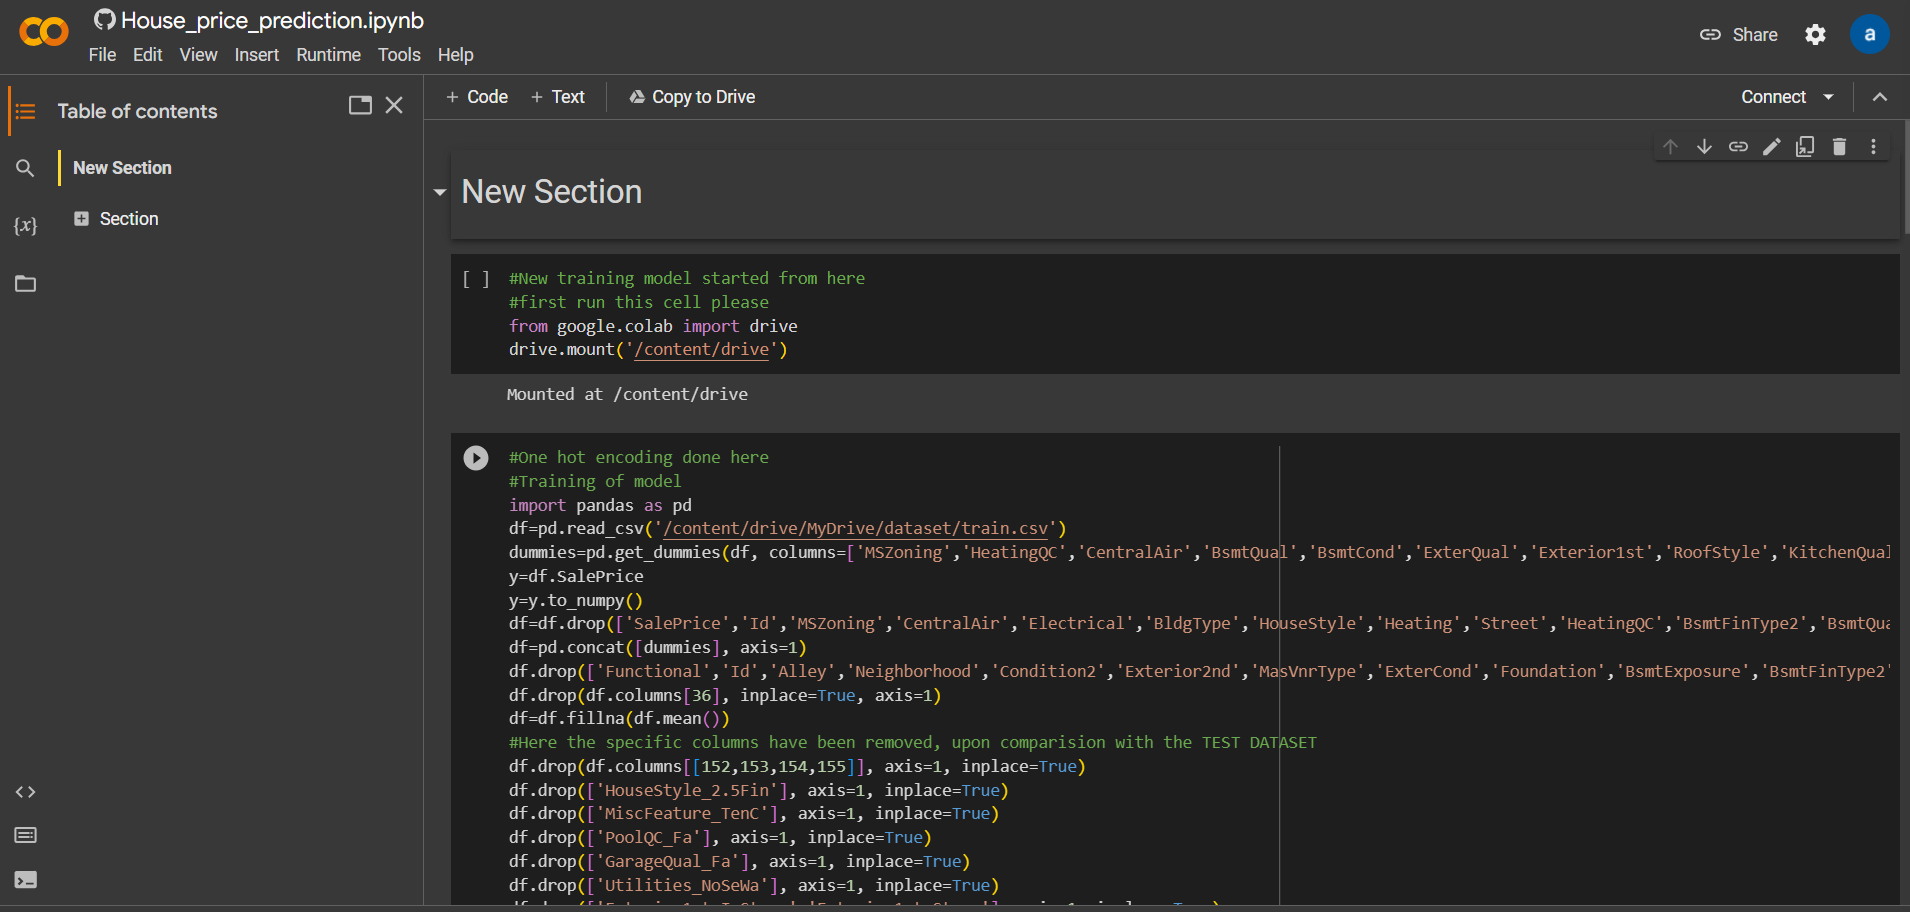 House_price_prediction.ipynb
File Edit View Insert Runtime Tools Help
Share
a
Table of contents
New Section
Section
{x}
+ Code + Text Copy to Drive
Connect
New Section
[ ] #New training model started from here
#first run this cell please
from google.colab import drive
drive.mount('/content/drive')
Mounted at /content/drive
#One hot encoding done here
#Training of model
import pandas as pd
df=pd.read_csv('/content/drive/MyDrive/dataset/train.csv')
dummies=pd.get_dummies(df, columns=['MSZoning','HeatingQC','CentralAir','BsmtQual','BsmtCond','ExterQual','Exterior1st','RoofStyle','KitchenQual
y=df.SalePrice
y=y.to_numpy()
df=df.drop(['SalePrice','Id','MSZoning','CentralAir','Electrical','BldgType','HouseStyle','Heating','Street','HeatingQC','BsmtFinType2','BsmtQua
df=pd.concat([dummies], axis=1)
df.drop(['Functional','Id','Alley','Neighborhood','Condition2','Exterior2nd','MasVnrType','ExterCond','Foundation','BsmtExposure','BsmtFinType2'
df.drop(df.columns[36], inplace=True, axis=1)
df=df.fillna(df.mean())
#Here the specific columns have been removed, upon comparision with the TEST DATASET
df.drop(df.columns[[152,153,154,155]], axis=1, inplace=True)
df.drop(['HouseStyle_2.5Fin'], axis=1, inplace=True)
df.drop(['MiscFeature_TenC'], axis=1, inplace=True)
df.drop(['PoolQC_Fa'], axis=1, inplace=True)
df.drop(['GarageQual_Fa'], axis=1, inplace=True)
df.drop(['Utilities_NoSeWa'], axis=1, inplace=True)